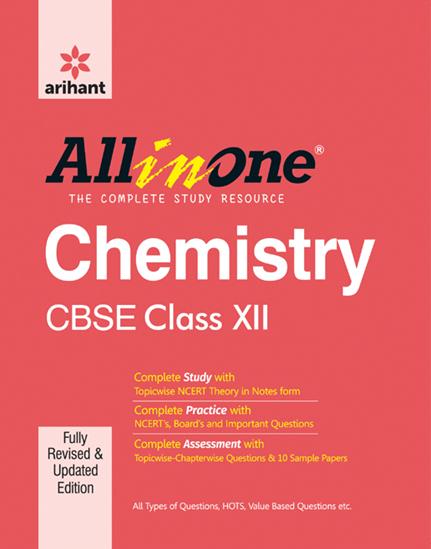 arihant
All in One®
THE COMPLETE STUDY RESOURCE
Chemistry
CBSE Class XII
Complete Study with
Topicwise NCERT Theory in Notes form
Complete Practice with
NCERT's, Board's and Important Questions
Complete Assessment with
Topicwise-Chapterwise Questions & 10 Sample Papers
Fully
Revised &
Updated
Edition
All Types of Questions, HOTS, Value Based Questions etc.